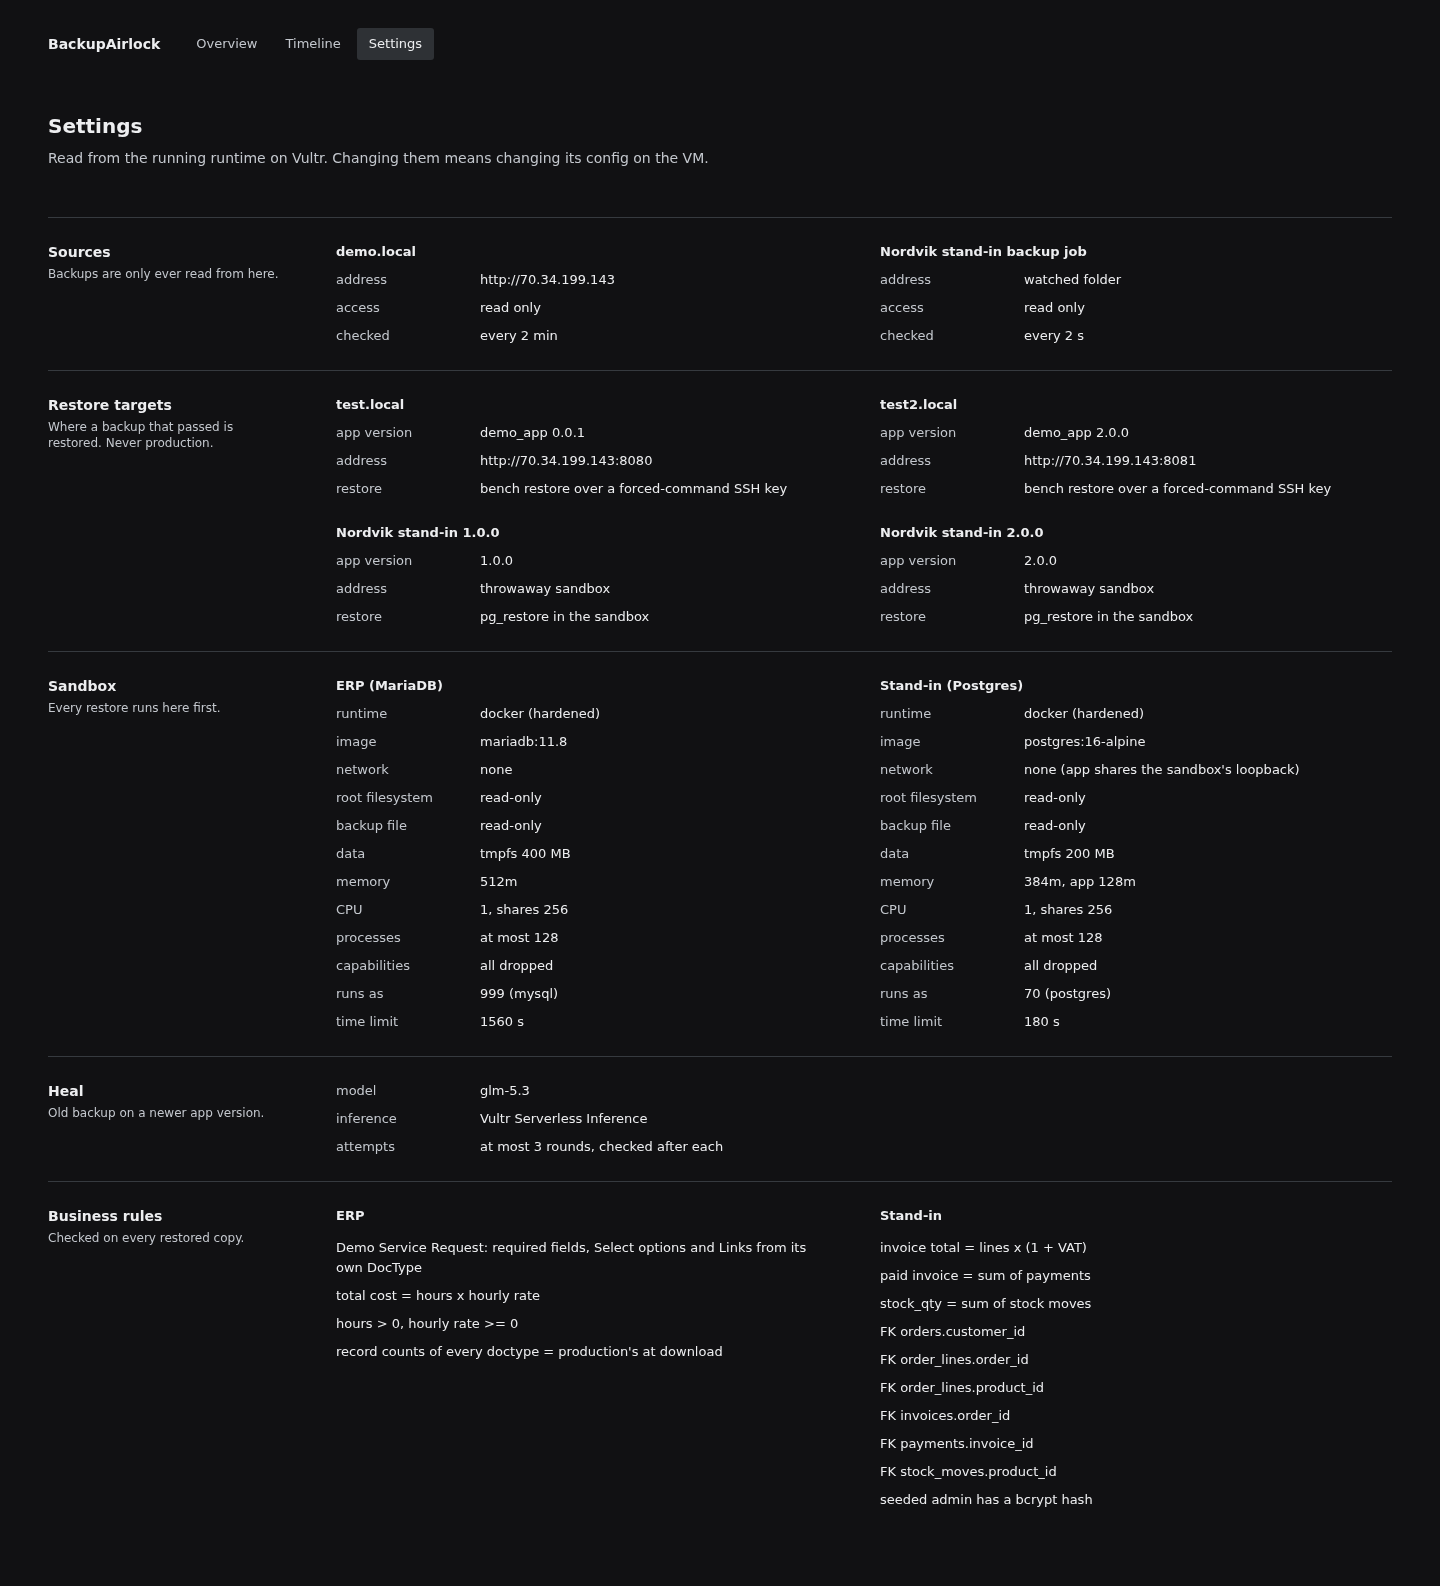 BackupAirlock Overview Timeline Settings
Settings
Read from the running runtime on Vultr. Changing them means changing its config on the VM.
Sources
Backups are only ever read from here.
demo.local
address http://70.34.199.143
access read only
checked every 2 min
Nordvik stand-in backup job
address watched folder
access read only
checked every 2 s
Restore targets
Where a backup that passed is
restored. Never production.
test.local
app version demo_app 0.0.1
address http://70.34.199.143:8080
restore bench restore over a forced-command SSH key
test2.local
app version demo_app 2.0.0
address http://70.34.199.143:8081
restore bench restore over a forced-command SSH key
Nordvik stand-in 1.0.0
app version 1.0.0
address throwaway sandbox
restore pg_restore in the sandbox
Nordvik stand-in 2.0.0
app version 2.0.0
address throwaway sandbox
restore pg_restore in the sandbox
Sandbox
Every restore runs here first.
ERP (MariaDB)
runtime docker (hardened)
image mariadb:11.8
network none
root filesystem read-only
backup file read-only
data tmpfs 400 MB
memory 512m
CPU 1, shares 256
processes at most 128
capabilities all dropped
runs as 999 (mysql)
time limit 1560 s
Stand-in (Postgres)
runtime docker (hardened)
image postgres:16-alpine
network none (app shares the sandbox's loopback)
root filesystem read-only
backup file read-only
data tmpfs 200 MB
memory 384m, app 128m
CPU 1, shares 256
processes at most 128
capabilities all dropped
runs as 70 (postgres)
time limit 180 s
Heal
Old backup on a newer app version.
model glm-5.3
inference Vultr Serverless Inference
attempts at most 3 rounds, checked after each
Business rules
Checked on every restored copy.
ERP
Demo Service Request: required fields, Select options and Links from its
own DocType
total cost = hours x hourly rate
hours > 0, hourly rate >= 0
record counts of every doctype = production's at download
Stand-in
invoice total = lines x (1 + VAT)
paid invoice = sum of payments
stock_qty = sum of stock moves
FK orders.customer_id
FK order_lines.order_id
FK order_lines.product_id
FK invoices.order_id
FK payments.invoice_id
FK stock_moves.product_id
seeded admin has a bcrypt hash